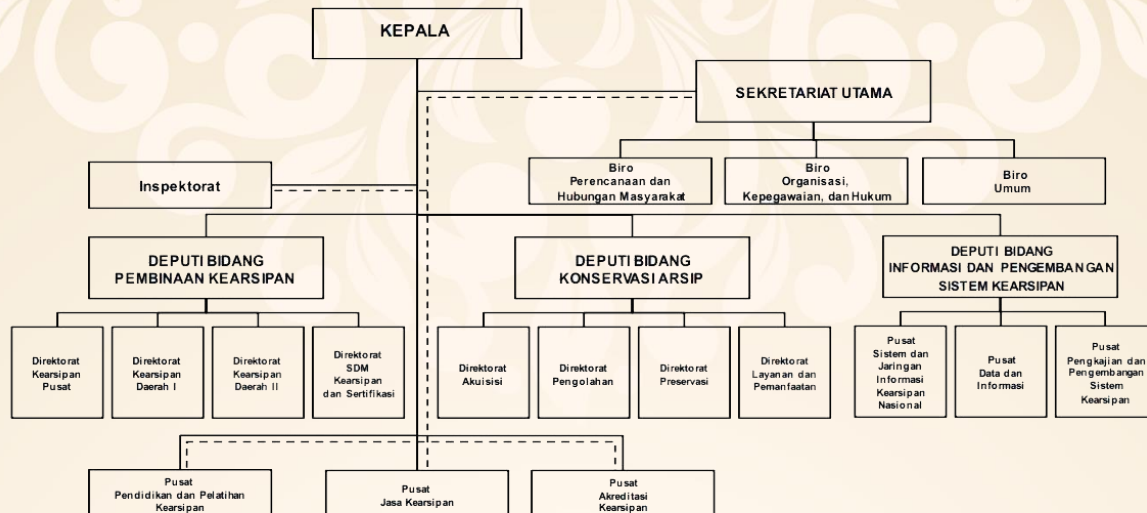 KEPALA
SEKRETARIAT UTAMA
Biro
Perencanaan dan
Hubungan Masyarakat
Biro
Organisasi,
Kepegawaian, dan Hukum
Biro
Umum
Inspektorat
DEPUTI BIDANG
PEMBINAAN KEARSIPAN
DEPUTI BIDANG
KONSERVASI ARSIP
DEPUTI BIDANG
INFORMASI DAN PENGEMBANGAN
SISTEM KEARSIPAN
Direktorat
Kearsipan
Pusat
Direktorat
Kearsipan
Daerah I
Direktorat
Kearsipan
Daerah II
Direktorat
SDM
Kearsipan
dan Sertifikasi
Direktorat
Akuisisi
Direktorat
Pengolahan
Direktorat
Preservasi
Direktorat
Layanan dan
Pemanfaatan
Pusat
Sistem dan
Jaringan
Informasi
Kearsipan
Nasional
Pusat
Data dan
Informasi
Pusat
Pengkajian dan
Pengembangan
Sistem
Kearsipan
Pusat
Pendidikan dan Pelatihan
Kearsipan
Pusat
Jasa Kearsipan
Pusat
Akreditasi
Kearsipan